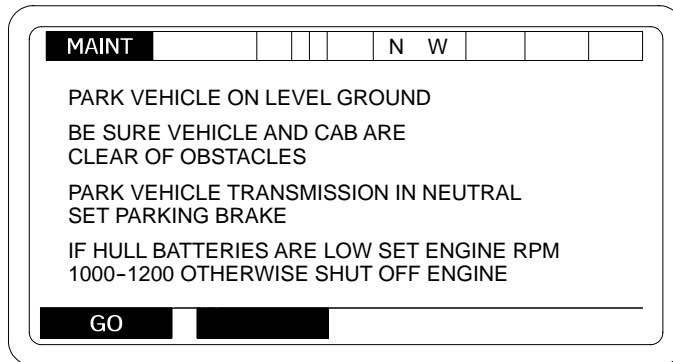 MAINT N W
PARK VEHICLE ON LEVEL GROUND
BE SURE VEHICLE AND CAB ARE
CLEAR OF OBSTACLES
PARK VEHICLE TRANSMISSION IN NEUTRAL
SET PARKING BRAKE
IF HULL BATTERIES ARE LOW SET ENGINE RPM
1000-1200 OTHERWISE SHUT OFF ENGINE
GO